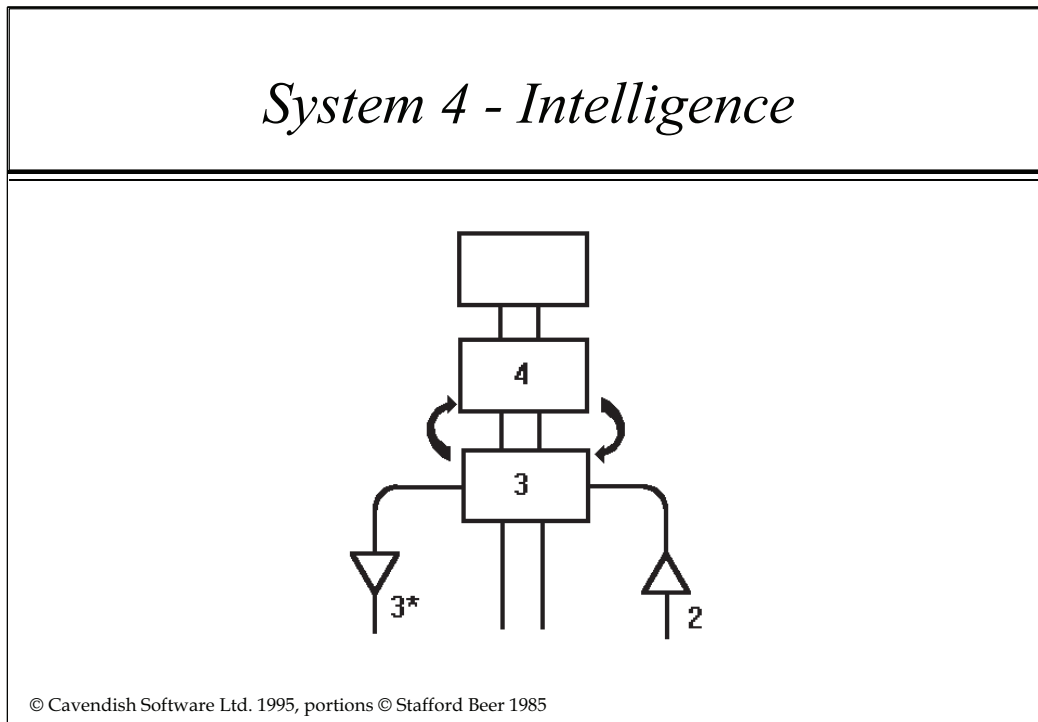 System 4 - Intelligence
4
3
3*
2
© Cavendish Software Ltd. 1995, portions © Stafford Beer 1985